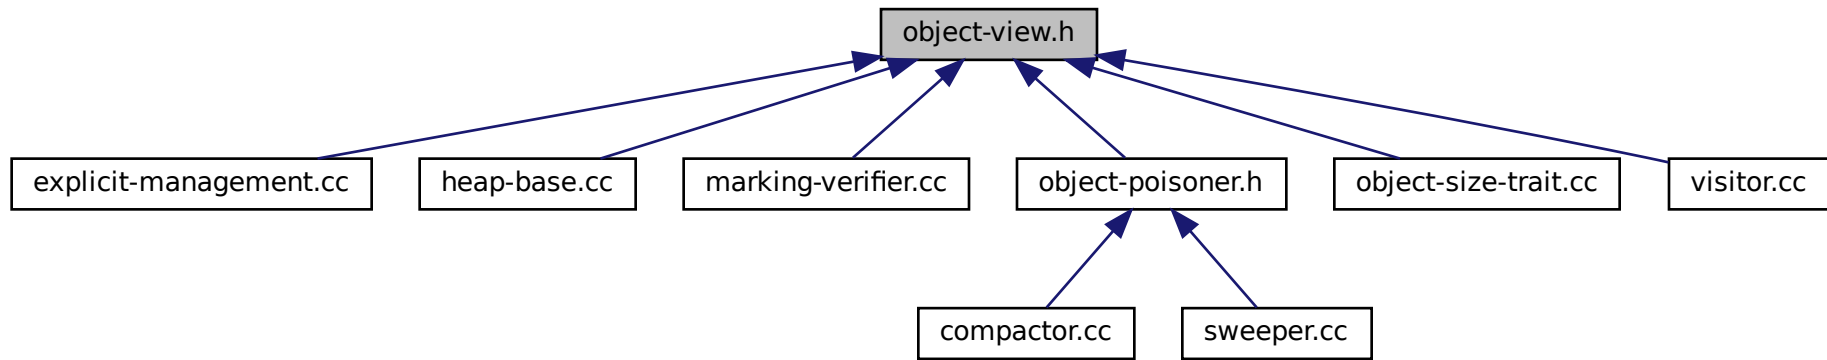 object-view.h
explicit-management.cc
heap-base.cc
marking-verifier.cc
object-poisoner.h
object-size-trait.cc
visitor.cc
compactor.cc
sweeper.cc